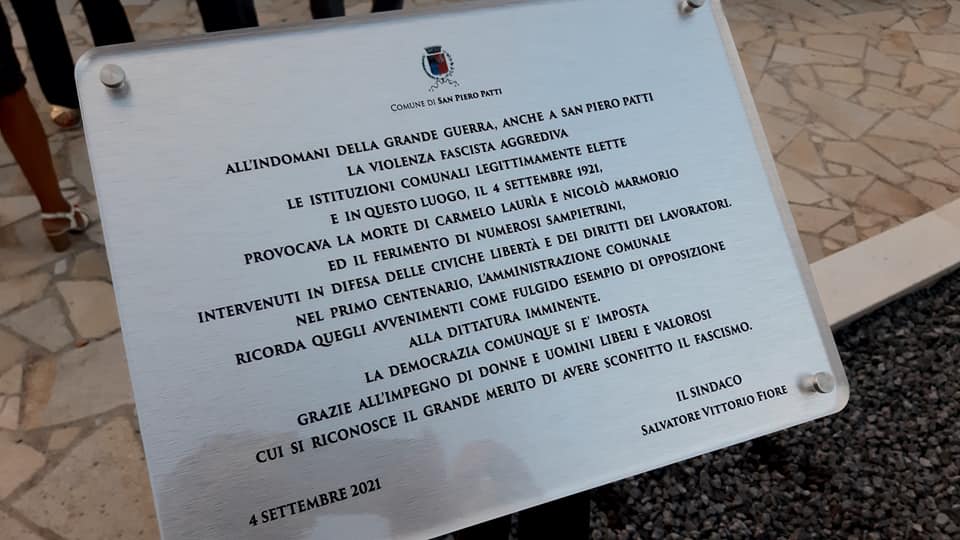 COMUNE DI SAN PIERO PATTI
ALL'INDOMANI DELLA GRANDE GUERRA, ANCHE A SAN PIERO PATTI
LA VIOLENZA FASCISTA AGGREDIVA
LE ISTITUZIONI COMUNALI LEGITTIMAMENTE ELETTE
E IN QUESTO LUOGO, IL 4 SETTEMBRE 1921,
PROVOCAVA LA MORTE DI CARMELO LAURÌA E NICOLÒ MARMORIO
ED IL FERIMENTO DI NUMEROSI SAMPIETRINI,
INTERVENUTI IN DIFESA DELLE CIVICHE LIBERTÀ E DEI DIRITTI DEI LAVORATORI.
NEL PRIMO CENTENARIO, L'AMMINISTRAZIONE COMUNALE
RICORDA QUEGLI AVVENIMENTI COME FULGIDO ESEMPIO DI OPPOSIZIONE
ALLA DITTATURA IMMINENTE.
LA DEMOCRAZIA COMUNQUE SI E' IMPOSTA
GRAZIE ALL'IMPEGNO DI DONNE E UOMINI LIBERI E VALOROSI
CUI SI RICONOSCE IL GRANDE MERITO DI AVERE SCONFITTO IL FASCISMO.
IL SINDACO
SALVATORE VITTORIO FIORE
4 SETTEMBRE 2021